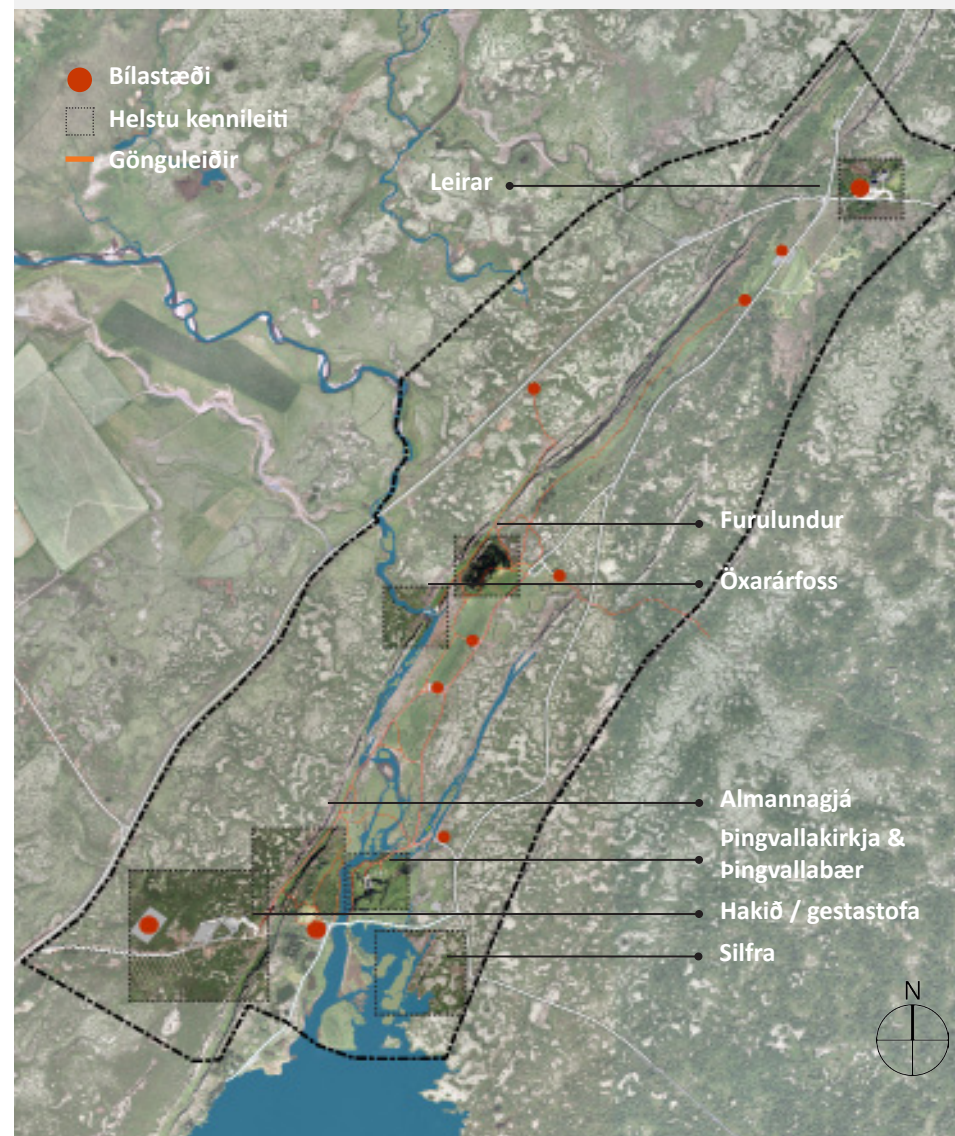 Bílastæði
Helstu kennileiti
Gönguleiðir
Leirar
Furulundur
Öxarárfoss
Almannagjá
Þingvallakirkja &
Þingvallabær
Hakið / gestastofa
Silfra
N